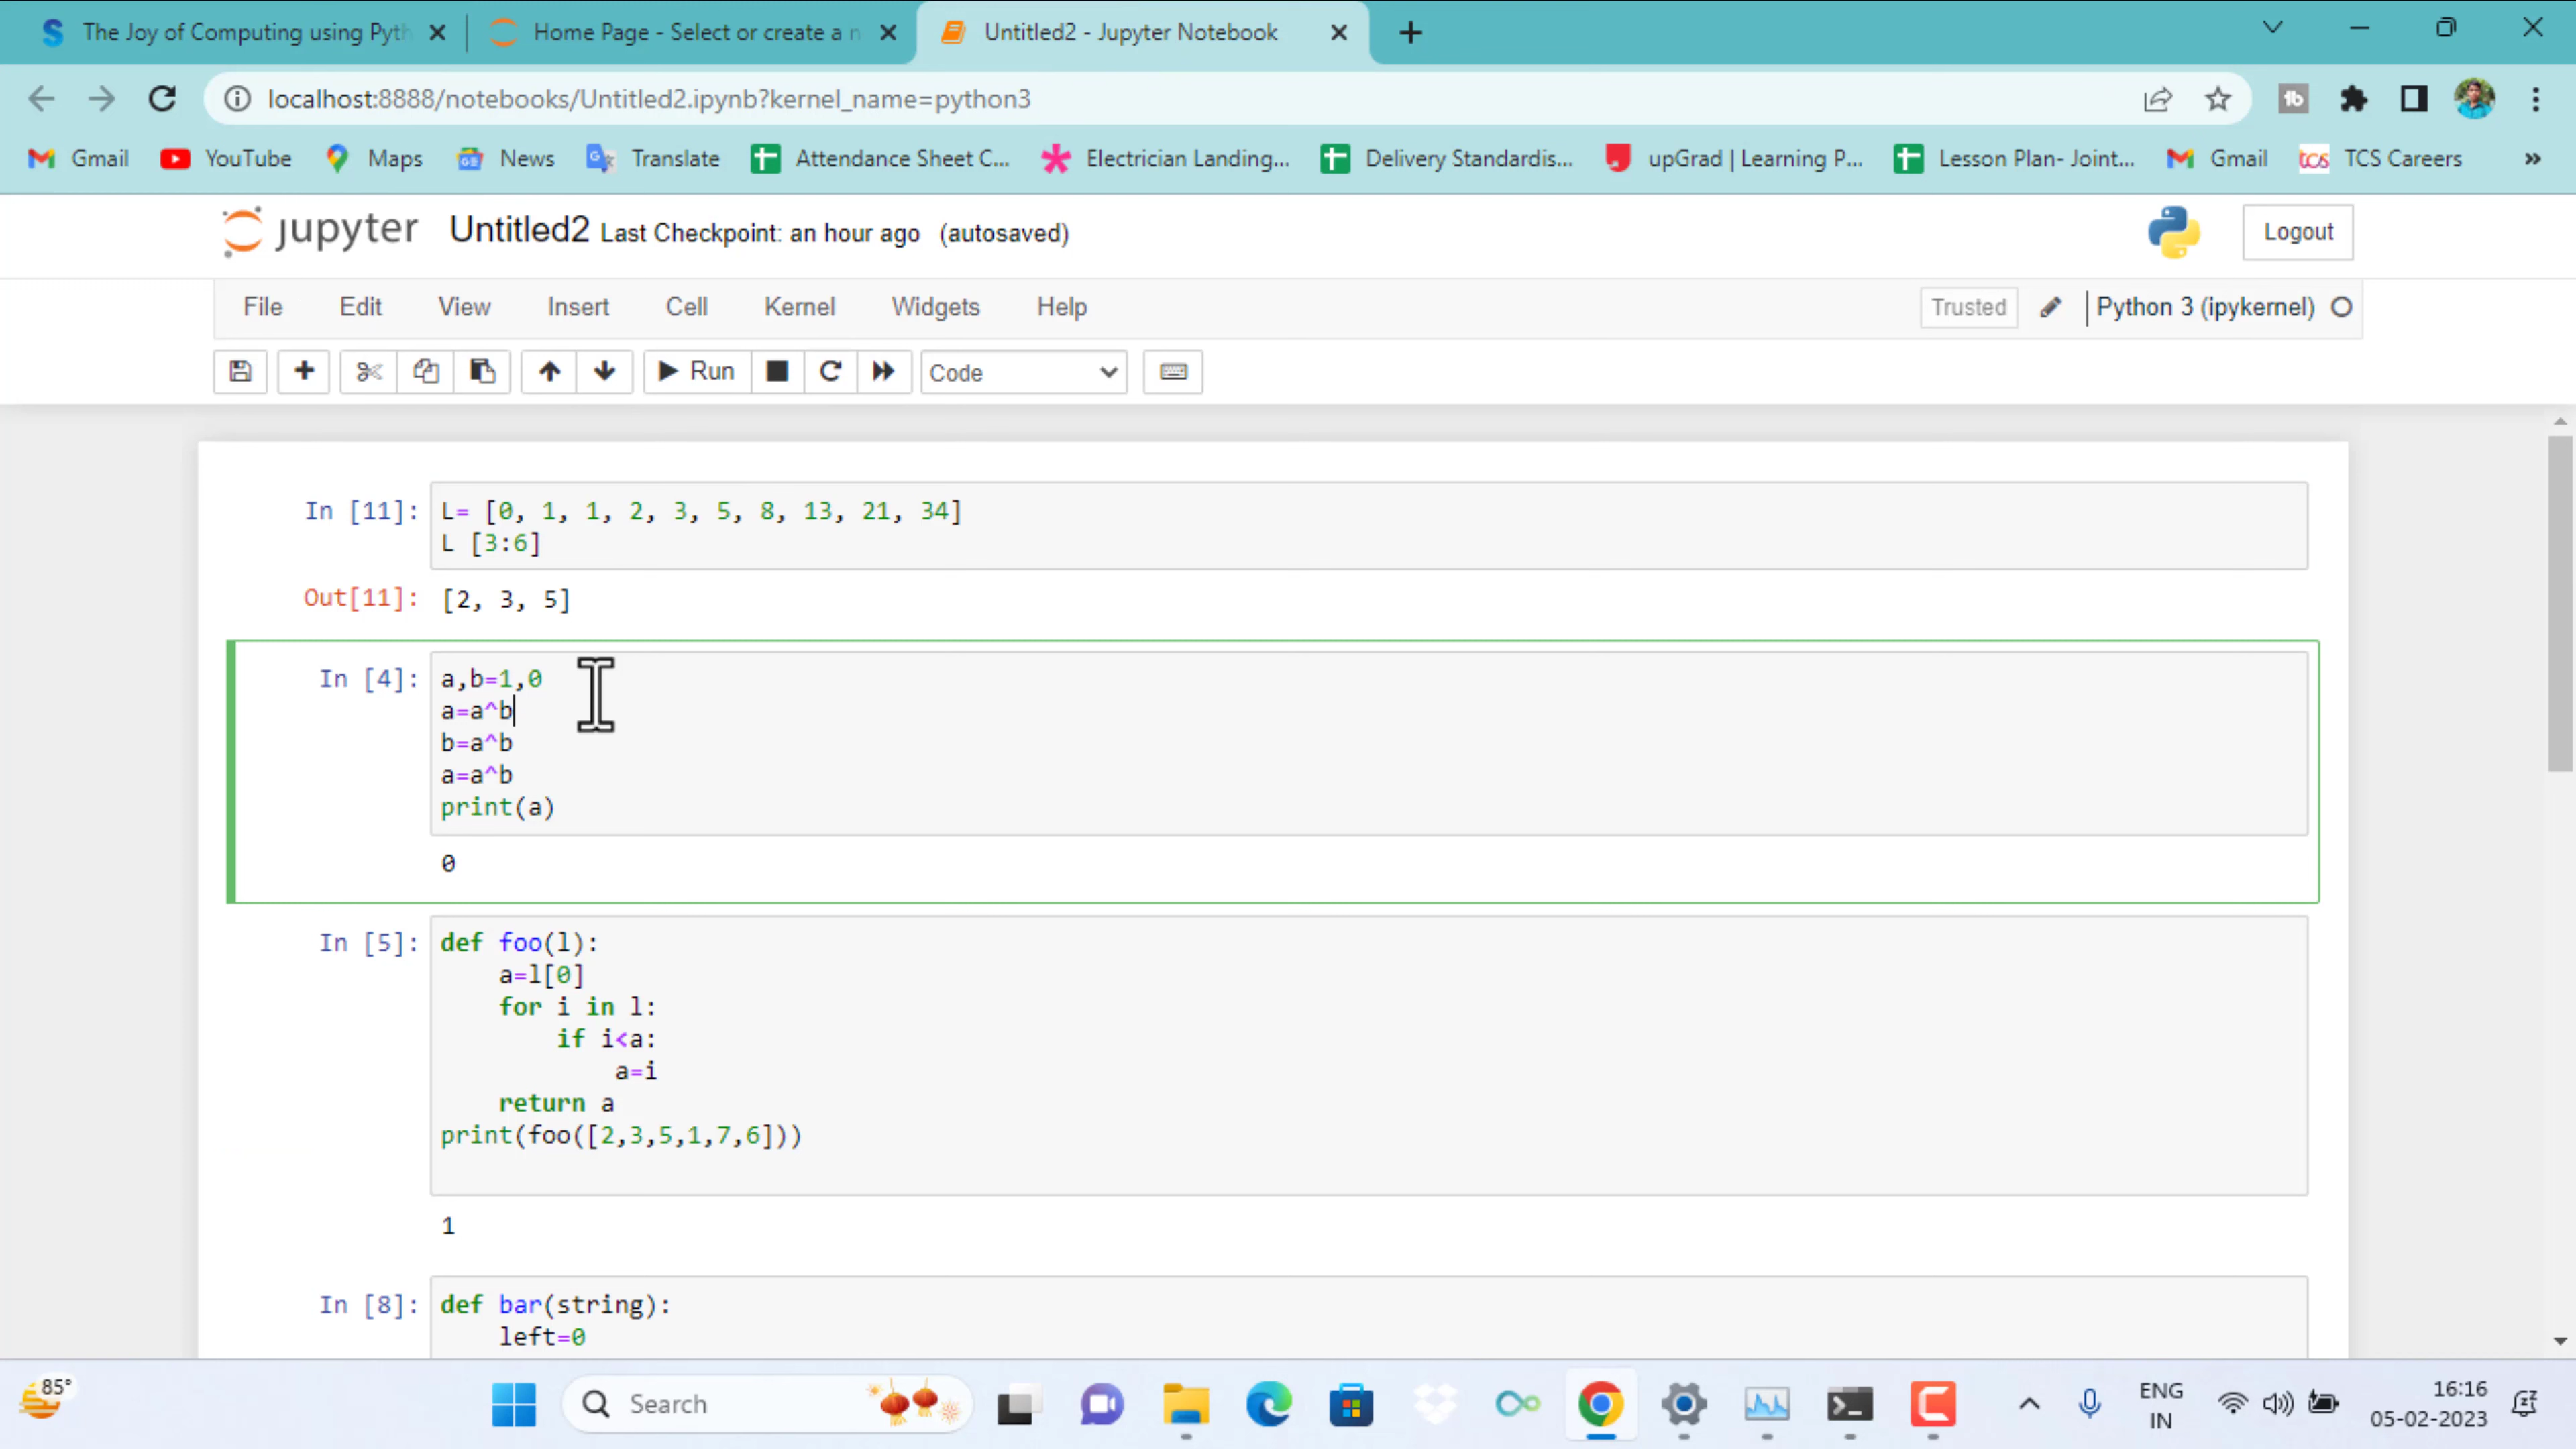 The Joy of Computing using Pyth
Home Page - Select or create a n
Untitled2 - Jupyter Notebook
localhost:8888/notebooks/Untitled2.ipynb?kernel_name=python3
Gmail YouTube Maps News Translate Attendance Sheet C... Electrician Landing... Delivery Standardis... upGrad | Learning P... Lesson Plan- Joint... Gmail tcs TCS Careers »
jupyter Untitled2 Last Checkpoint: an hour ago (autosaved) Logout
File Edit View Insert Cell Kernel Widgets Help Trusted Python 3 (ipykernel)
Run Code
In [11]: L= [0, 1, 1, 2, 3, 5, 8, 13, 21, 34]
L [3:6]
Out[11]: [2, 3, 5]
In [4]: a,b=1,0
a=a^b
b=a^b
a=a^b
print(a)
0
In [5]: def foo(l):
a=l[0]
for i in l:
if i<a:
a=i
return a
print(foo([2,3,5,1,7,6]))
1
In [8]: def bar(string):
left=0
85°
Search
ENG
IN
16:16
05-02-2023